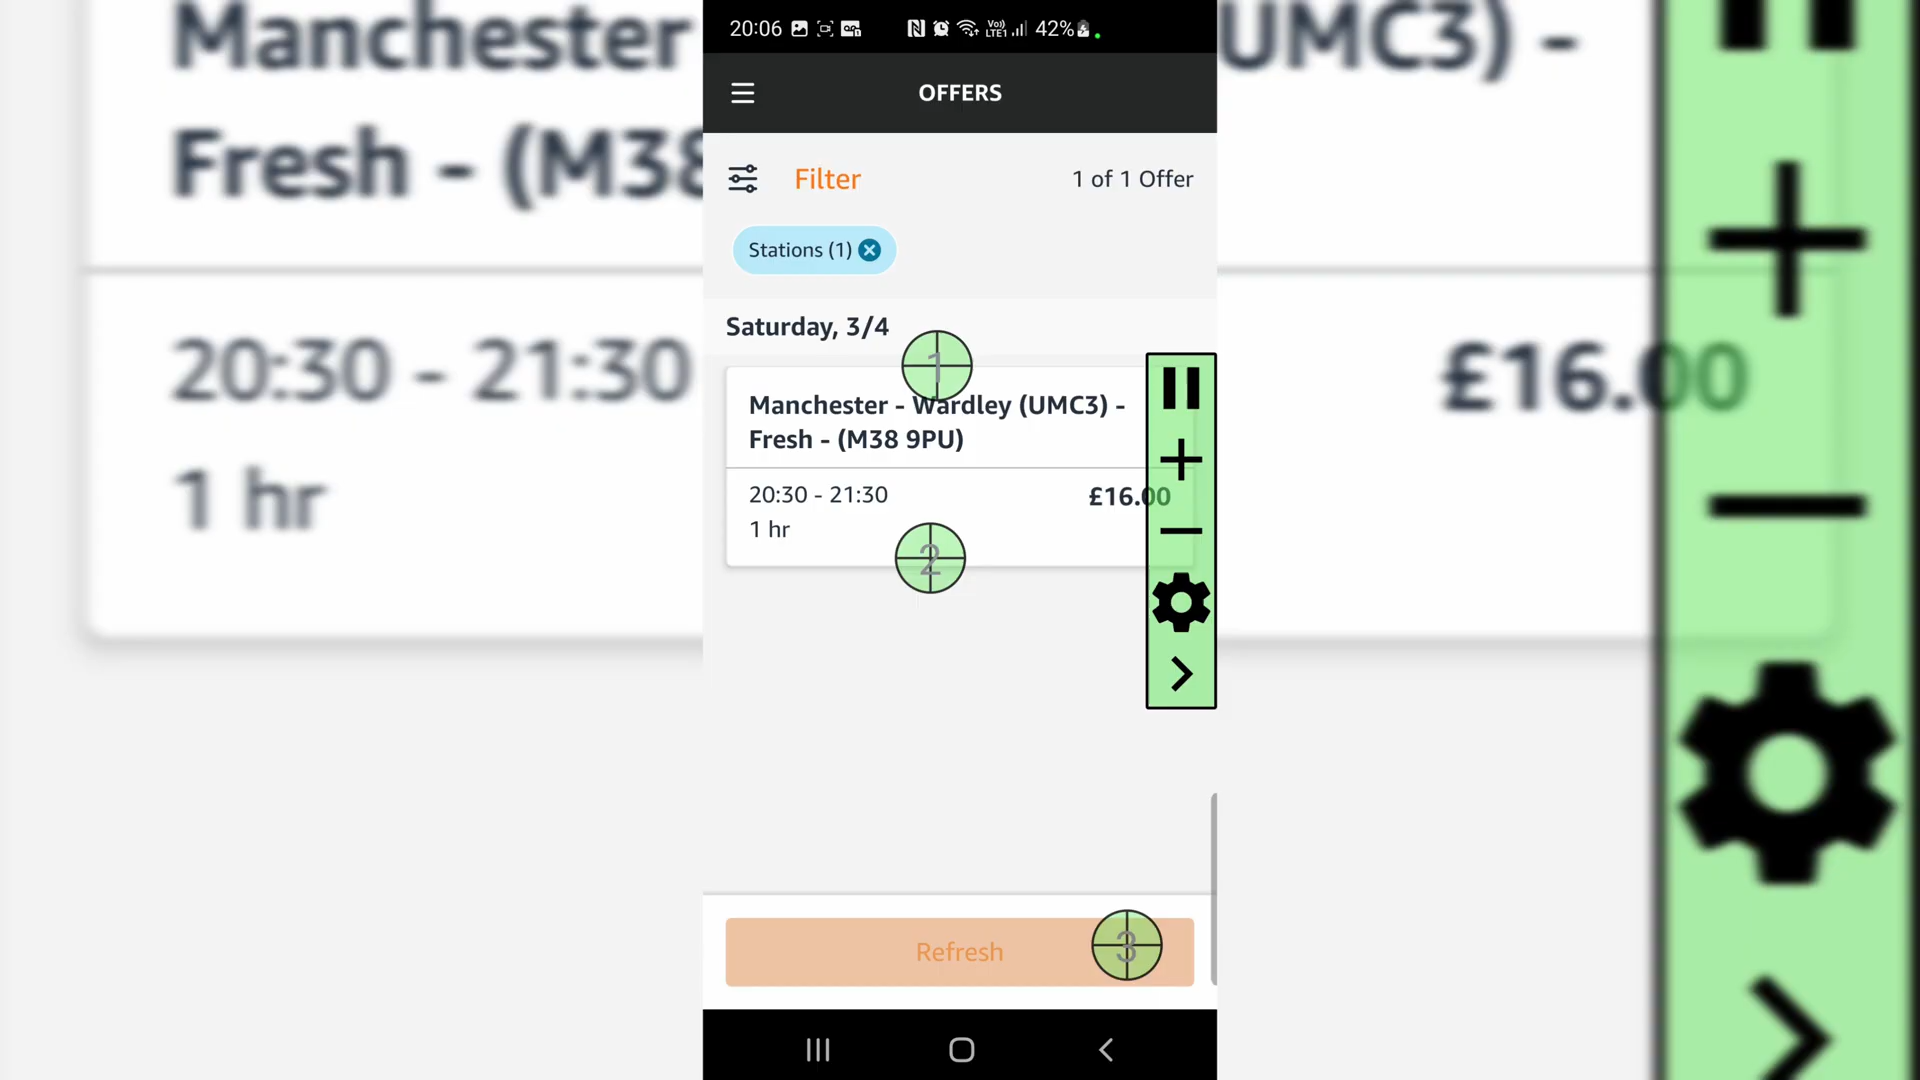 Manchester
UMC3) -
Fresh - (M38
20:30 - 21:30
£16.00
1 hr
20:06
Vo))
LTE1
42%
OFFERS
Filter
1 of 1 Offer
Stations (1)
Saturday, 3/4
1
Manchester - Wardley (UMC3) -
Fresh - (M38 9PU)
20:30 - 21:30
£16.00
1 hr
2
Refresh
3